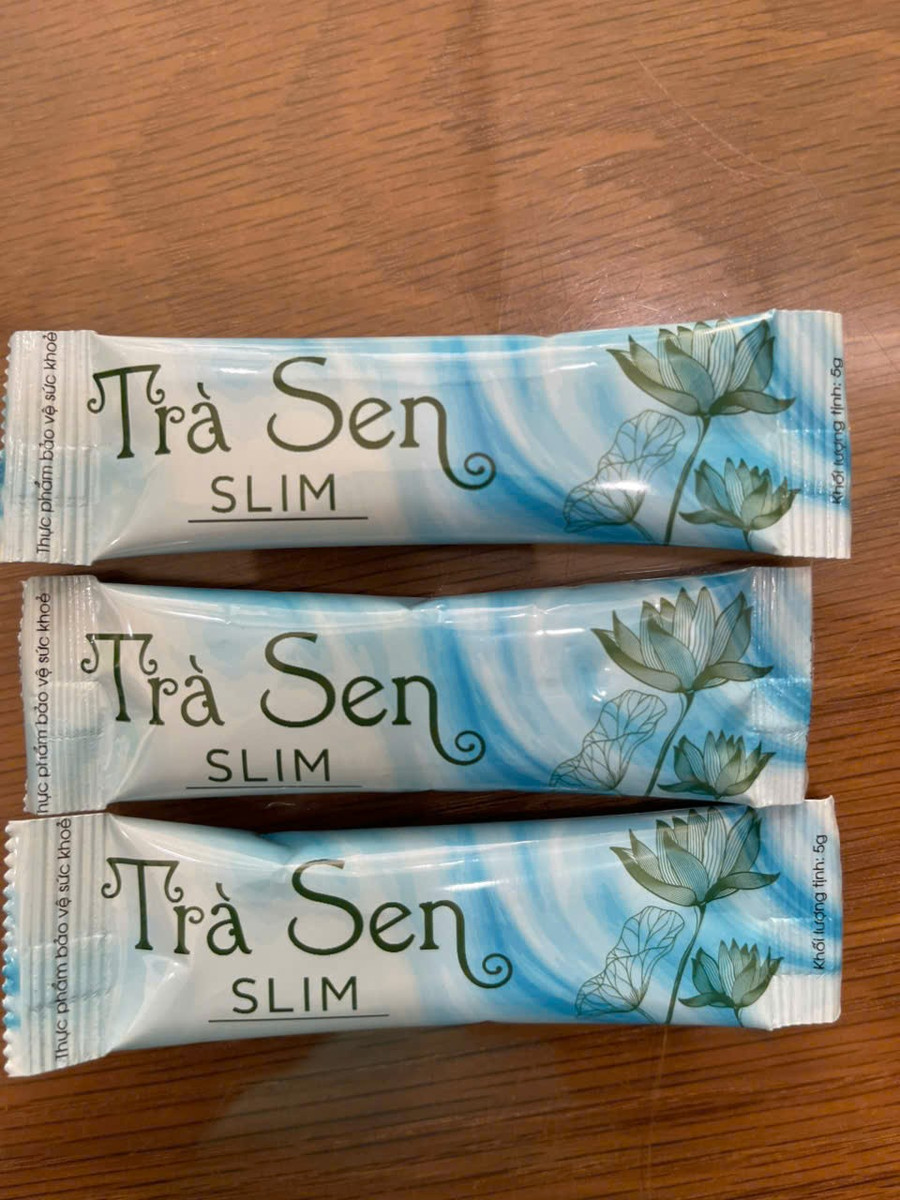 Thực phẩm bảo vệ sức khoẻ
Trà Sen
SLIM
Khối lượng tịnh: 5g
Thực phẩm bảo vệ sức khoẻ
Trà Sen
SLIM
Thực phẩm bảo vệ sức khoẻ
Trà Sen
SLIM
Khối lượng tịnh: 5g